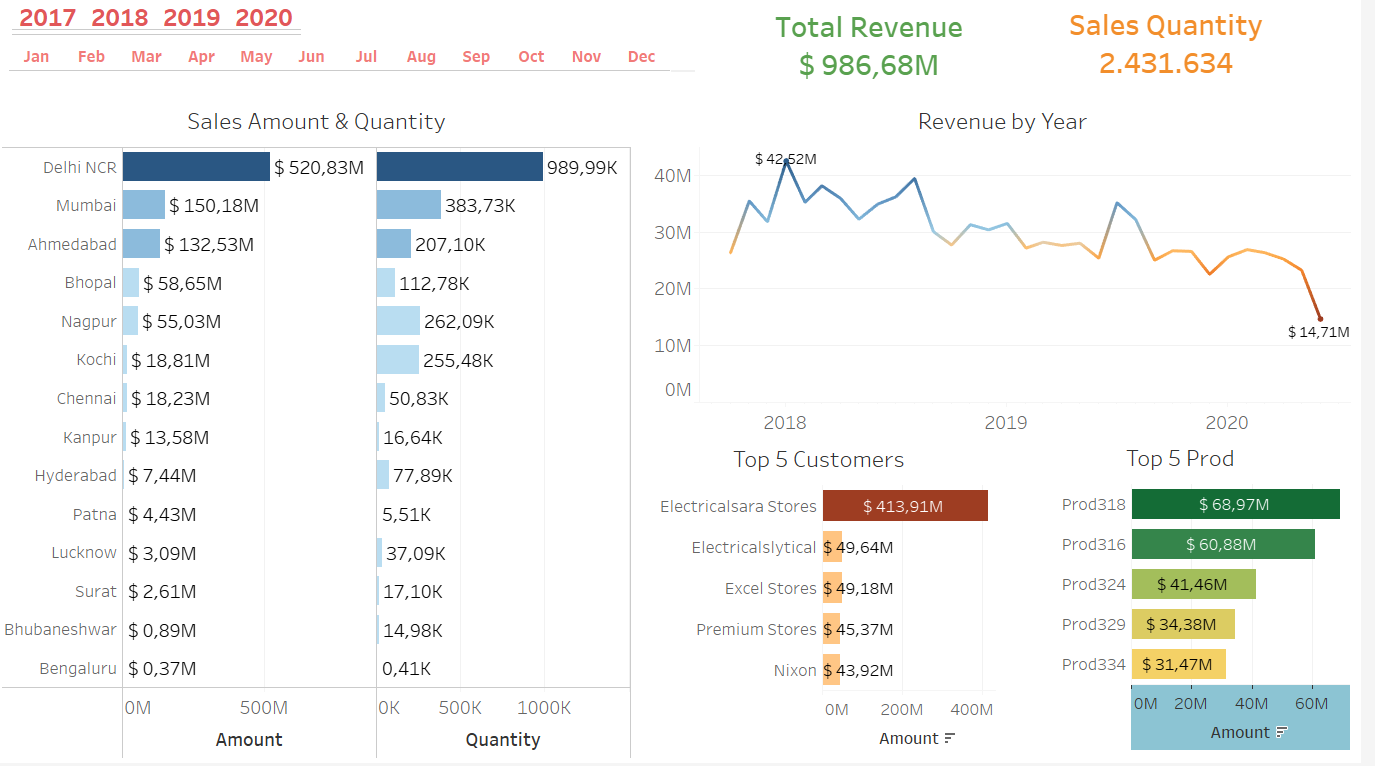 2017 2018 2019 2020
Jan Feb Mar Apr May Jun Jul Aug Sep Oct Nov Dec
Total Revenue
$ 986,68M
Sales Quantity
2.431.634
Sales Amount & Quantity
Delhi NCR $ 520,83M 989,99K
Mumbai $ 150,18M 383,73K
Ahmedabad $ 132,53M 207,10K
Bhopal $ 58,65M 112,78K
Nagpur $ 55,03M 262,09K
Kochi $ 18,81M 255,48K
Chennai $ 18,23M 50,83K
Kanpur $ 13,58M 16,64K
Hyderabad $ 7,44M 77,89K
Patna $ 4,43M 5,51K
Lucknow $ 3,09M 37,09K
Surat $ 2,61M 17,10K
Bhubaneshwar $ 0,89M 14,98K
Bengaluru $ 0,37M 0,41K
0M 500M 0K 500K 1000K
Amount Quantity
Revenue by Year
$ 42,52M
40M
30M
20M
$ 14,71M
10M
0M
2018 2019 2020
Top 5 Customers
Electricalsara Stores $ 413,91M
Electricalslytical $ 49,64M
Excel Stores $ 49,18M
Premium Stores $ 45,37M
Nixon $ 43,92M
0M 200M 400M
Amount
Top 5 Prod
Prod318 $ 68,97M
Prod316 $ 60,88M
Prod324 $ 41,46M
Prod329 $ 34,38M
Prod334 $ 31,47M
0M 20M 40M 60M
Amount